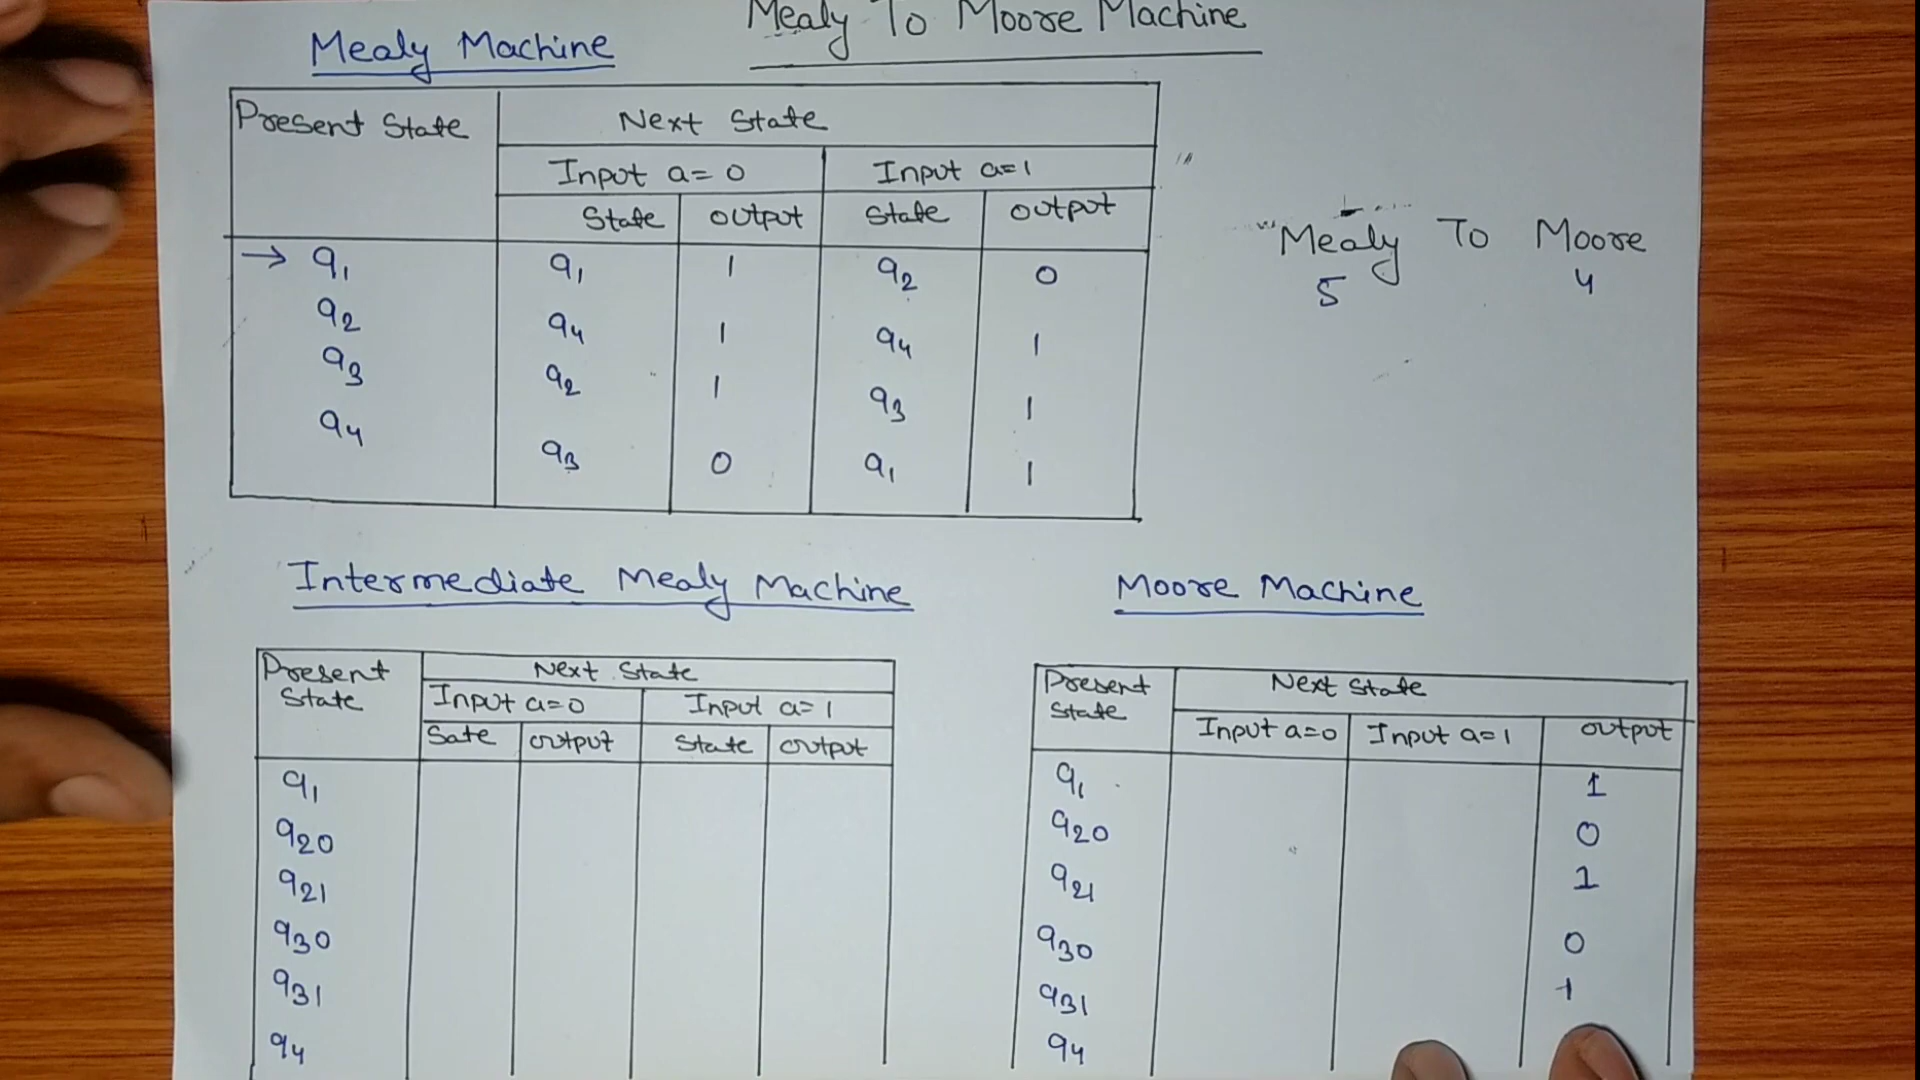 Mealy To Moore Machine
Mealy Machine
Present State Next State
Input a=0 Input a=1
State output State output
→ q1 q1 1 q2 0
q2 q4 1 q4 1
q3 q2 1 q3 1
q4 q3 0 q1 1
Mealy To Moore
5 4
Intermediate Mealy Machine
Present State Next State
Input a=0 Input a=1
Sate output State output
q1
q20
q21
q30
q31
q4
Moore Machine
Present State Next State
Input a=0 Input a=1 output
q1 1
q20 0
q21 1
q30 0
q31 1
q4